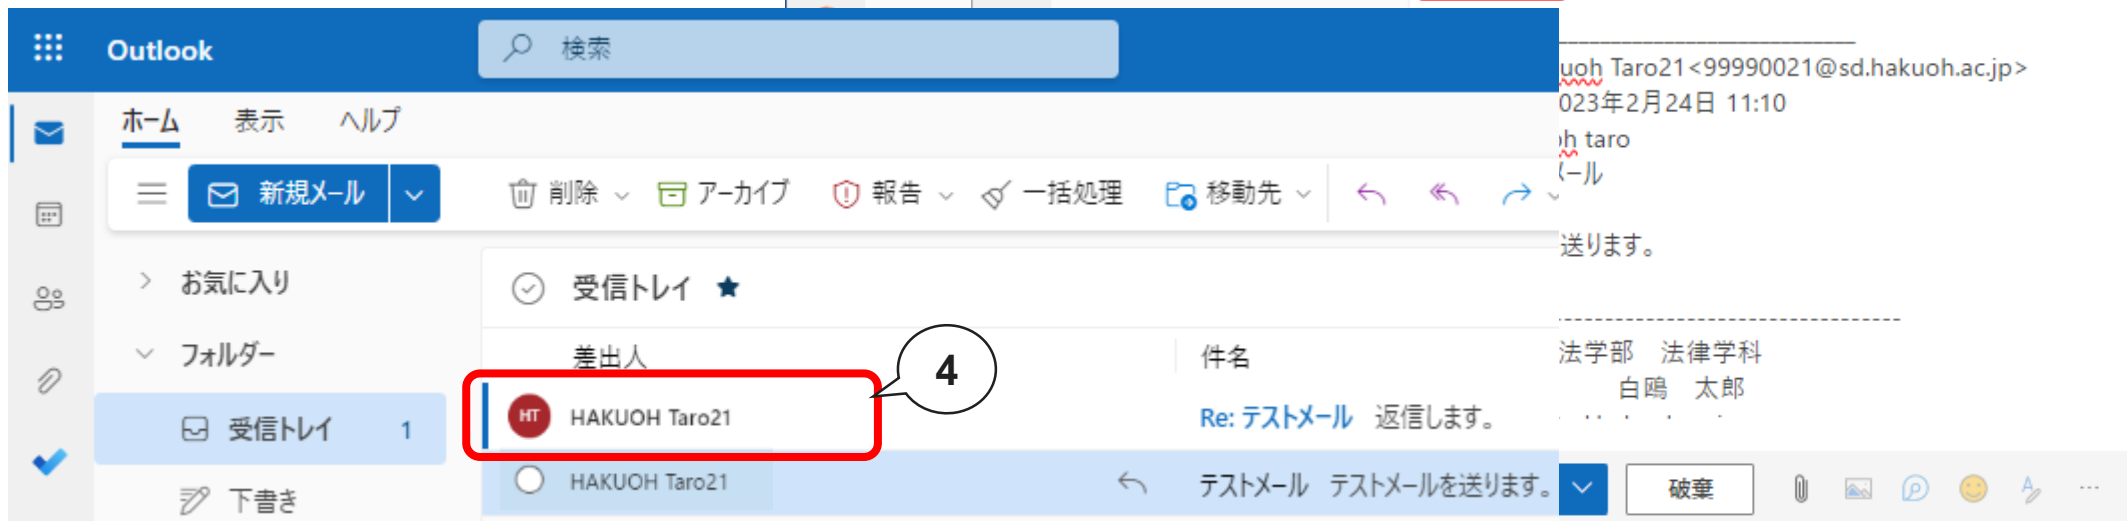 Outlook
検索
ホーム 表示 ヘルプ
新規メール 削除 アーカイブ 報告 一括処理 移動先
お気に入り
フォルダー
受信トレイ 1
下書き
受信トレイ
差出人 件名
4
HT HAKUOH Taro21 Re: テストメール 返信します。
HAKUOH Taro21 テストメール テストメールを送ります。
uoh Taro21<99990021@sd.hakuoh.ac.jp>
023年2月24日 11:10
oh taro
メール
送ります。
法学部 法律学科
白鴎 太郎
破棄